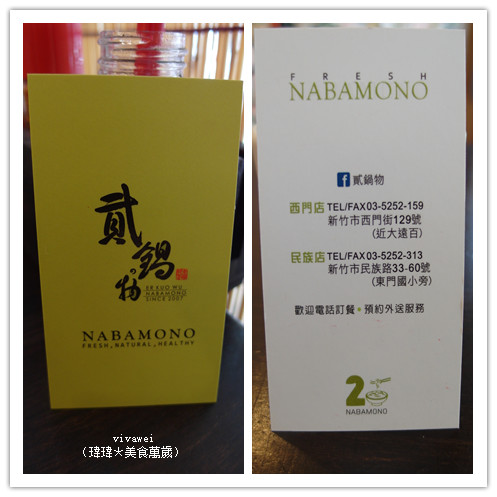 貳鍋物
ER KUO WU
NABAMONO
SINCE 2007
NABAMONO
FRESH, NATURAL, HEALTHY
vivawei
(瑋瑋★美食萬歲)
FRESH
NABAMONO
f 貳鍋物
西門店 TEL/FAX 03-5252-159
新竹市西門街129號
(近大遠百)
民族店 TEL/FAX 03-5252-313
新竹市民族路33-60號
(東門國小旁)
歡迎電話訂餐•預約外送服務
2
NABAMONO